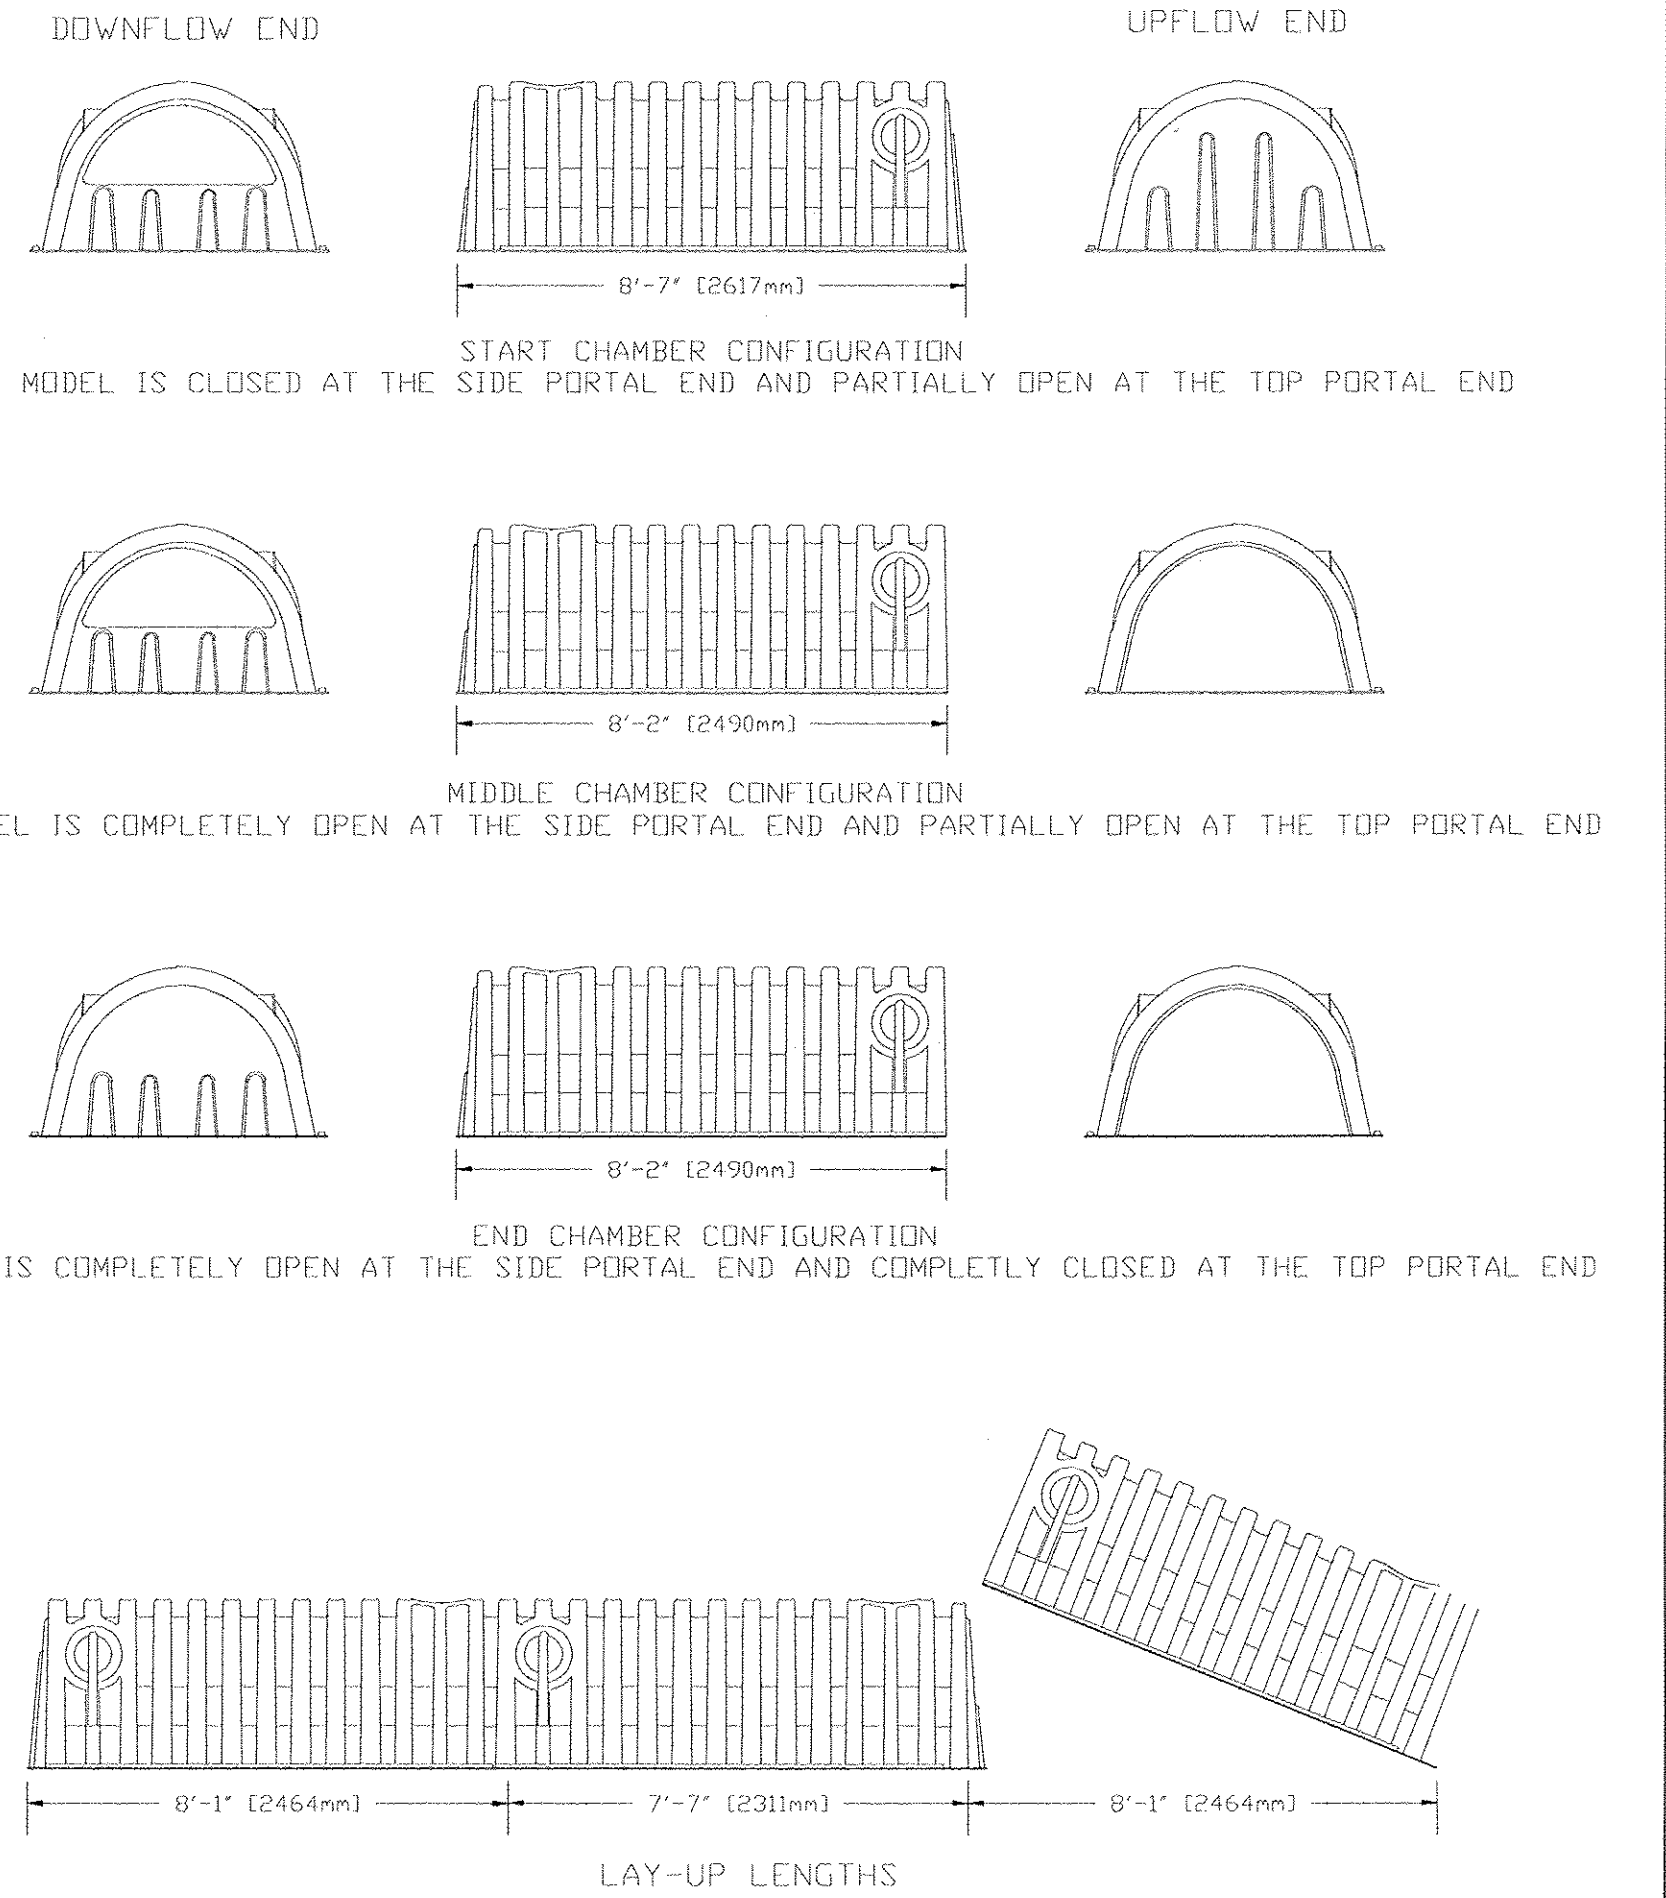 DOWNFLOW END
UPFLOW END
8'-7" [2617mm]
START CHAMBER CONFIGURATION
MODEL IS CLOSED AT THE SIDE PORTAL END AND PARTIALLY OPEN AT THE TOP PORTAL END
8'-2" [2490mm]
MIDDLE CHAMBER CONFIGURATION
EL IS COMPLETELY OPEN AT THE SIDE PORTAL END AND PARTIALLY OPEN AT THE TOP PORTAL END
8'-2" [2490mm]
END CHAMBER CONFIGURATION
IS COMPLETELY OPEN AT THE SIDE PORTAL END AND COMPLETLY CLOSED AT THE TOP PORTAL END
8'-1" [2464mm]
7'-7" [2311mm]
8'-1" [2464mm]
LAY-UP LENGTHS